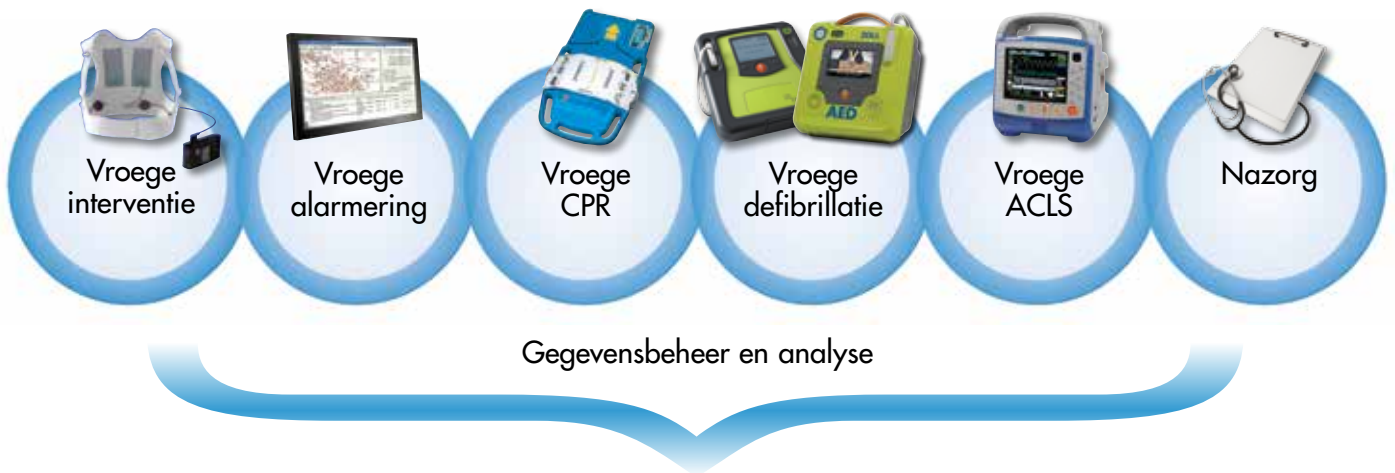 Vroege
interventie
Vroege
alarmering
Vroege
CPR
Vroege
defibrillatie
AED
Vroege
ACLS
Nazorg
Gegevensbeheer en analyse